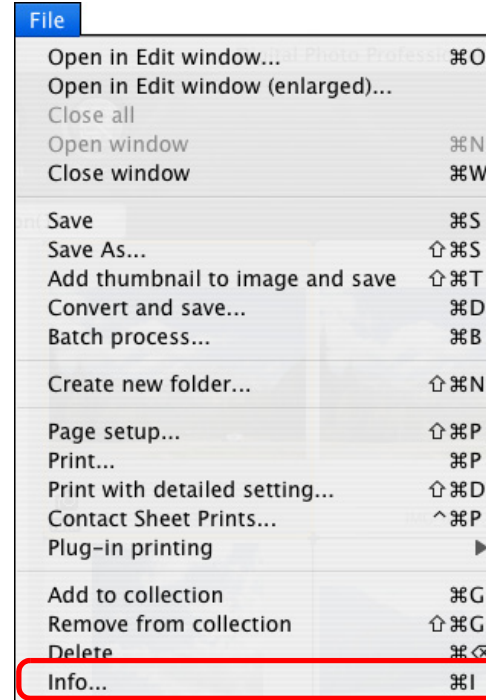 File
Open in Edit window... ⌘O
Open in Edit window (enlarged)...
Close all
Open window ⌘N
Close window ⌘W
Save ⌘S
Save As... ⇧⌘S
Add thumbnail to image and save ⇧⌘T
Convert and save... ⌘D
Batch process... ⌘B
Create new folder... ⇧⌘N
Page setup... ⇧⌘P
Print... ⌘P
Print with detailed setting... ⇧⌘D
Contact Sheet Prints... ^⌘P
Plug-in printing ▶
Add to collection ⌘G
Remove from collection ⇧⌘G
Delete ⌘⌫
Info... ⌘I